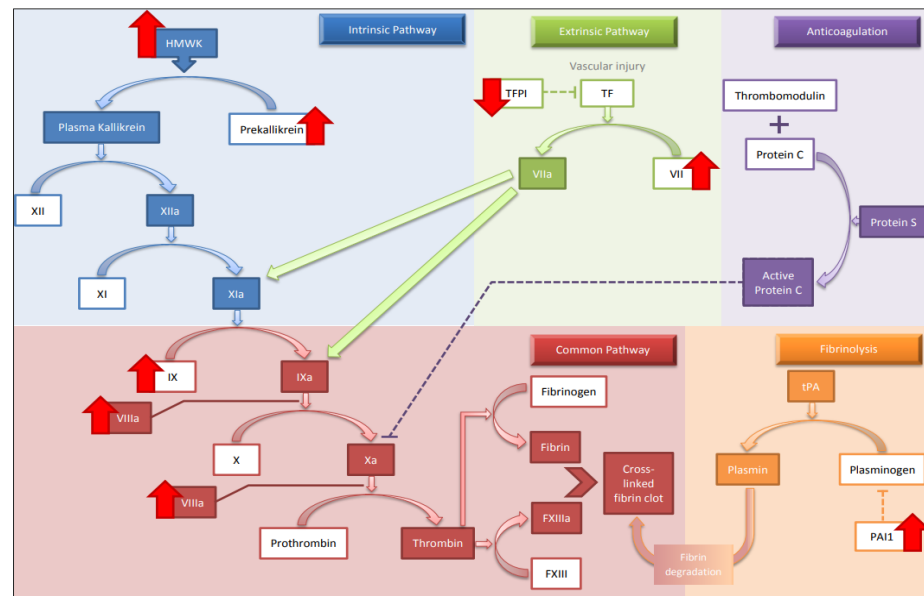 HMWK
Intrinsic Pathway
Extrinsic Pathway
Anticoagulation
Vascular injury
TFPI
TF
Thrombomodulin
+
Plasma Kallikrein
Prekallikrein
Protein C
VIIa
VII
XII
XIIa
Protein S
XI
XIa
Active
Protein C
Common Pathway
Fibrinolysis
IX
IXa
Fibrinogen
tPA
VIIIa
X
Xa
Fibrin
Cross-
linked
fibrin clot
Plasmin
Plasminogen
VIIIa
FXIIIa
Prothrombin
Thrombin
PAI1
FXIII
Fibrin
degradation